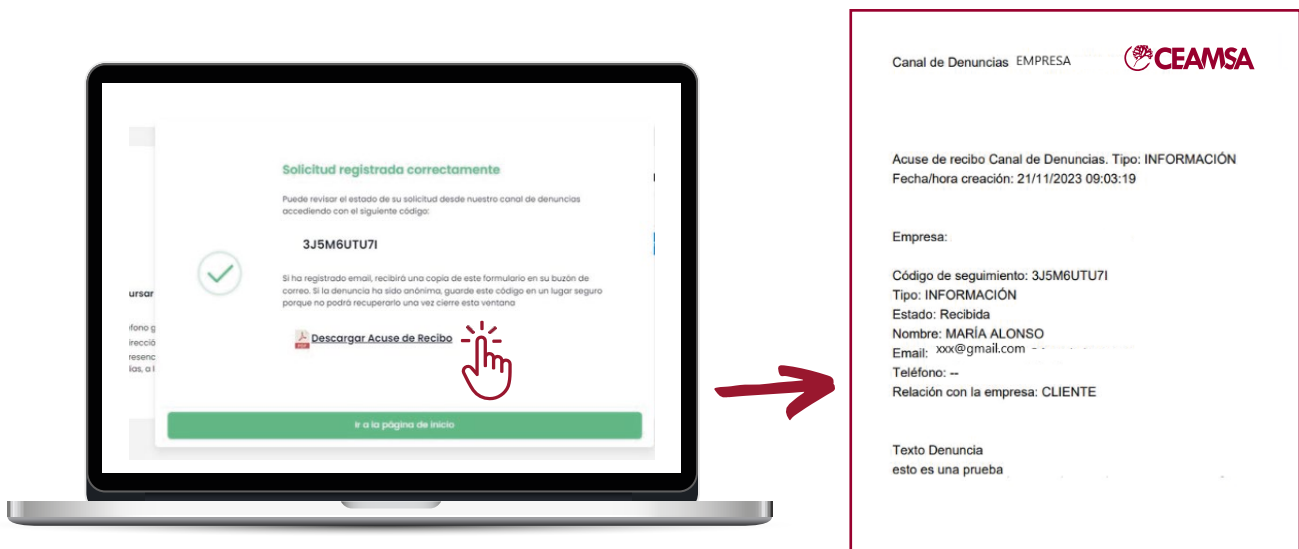 Solicitud registrada correctamente
Puede revisar el estado de su solicitud desde nuestro canal de denuncias
accediendo con el siguiente código:
3J5M6UTU7I
Si ha registrado email, recibirá una copia de este formulario en su buzón de
correo. Si la denuncia ha sido anónima, guarde este código en un lugar seguro
porque no podrá recuperarlo una vez cierre esta ventana
Descargar Acuse de Recibo
Ir a la página de inicio
ursar
Canal de Denuncias EMPRESA
CEAMSA
Acuse de recibo Canal de Denuncias. Tipo: INFORMACIÓN
Fecha/hora creación: 21/11/2023 09:03:19
Empresa:
Código de seguimiento: 3J5M6UTU7I
Tipo: INFORMACIÓN
Estado: Recibida
Nombre: MARÍA ALONSO
Email: xxx@gmail.com
Teléfono: --
Relación con la empresa: CLIENTE
Texto Denuncia
esto es una prueba